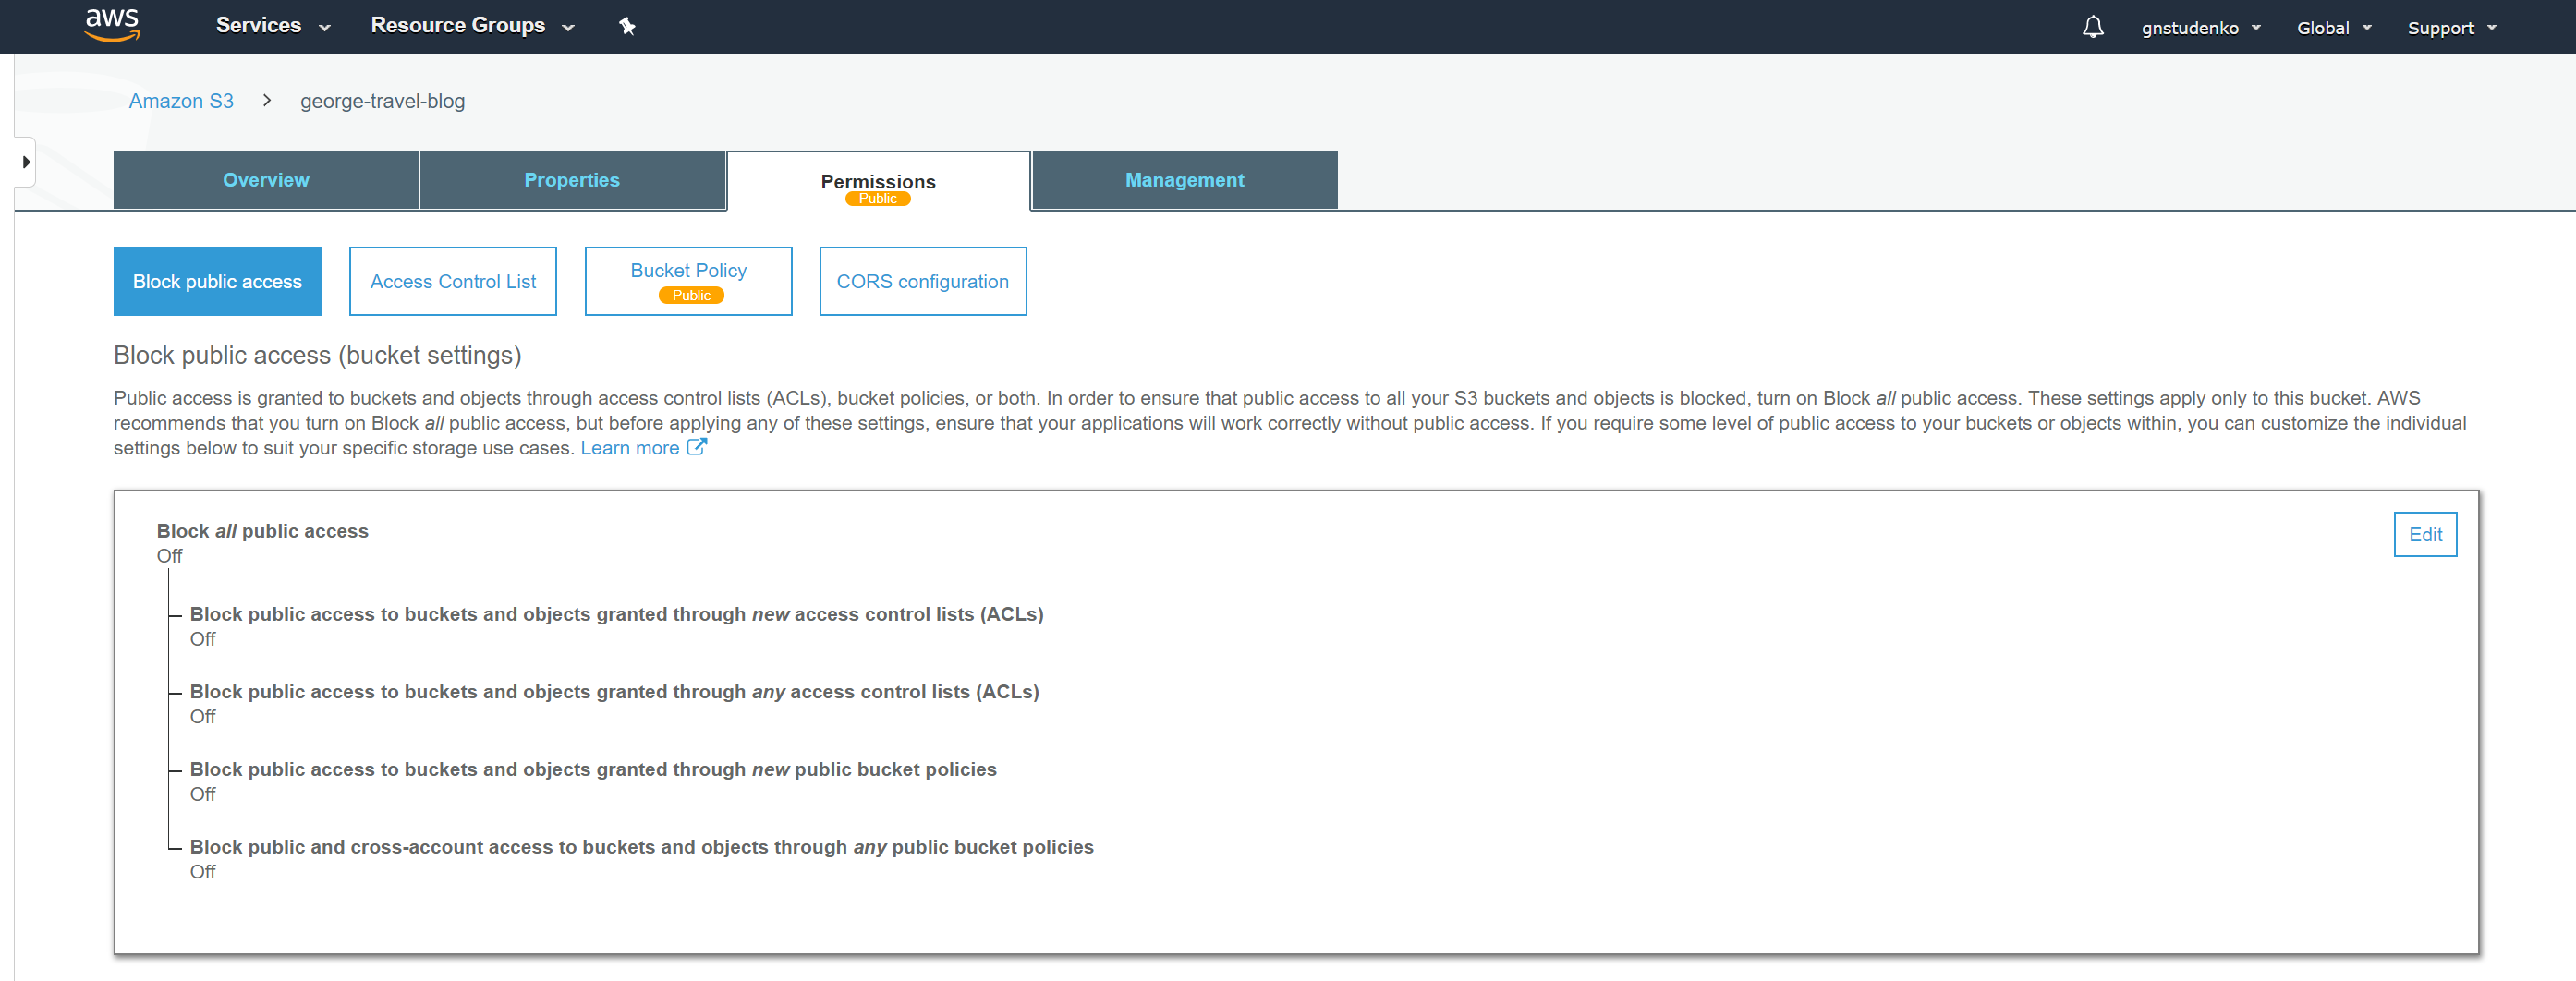 aws Services Resource Groups gnstudenko Global Support
Amazon S3 > george-travel-blog
Overview Properties Permissions Management
Public
Block public access Access Control List Bucket Policy CORS configuration
Public
Block public access (bucket settings)
Public access is granted to buckets and objects through access control lists (ACLs), bucket policies, or both. In order to ensure that public access to all your S3 buckets and objects is blocked, turn on Block all public access. These settings apply only to this bucket. AWS
recommends that you turn on Block all public access, but before applying any of these settings, ensure that your applications will work correctly without public access. If you require some level of public access to your buckets or objects within, you can customize the individual
settings below to suit your specific storage use cases. Learn more
Block all public access
Edit
Off
Block public access to buckets and objects granted through new access control lists (ACLs)
Off
Block public access to buckets and objects granted through any access control lists (ACLs)
Off
Block public access to buckets and objects granted through new public bucket policies
Off
Block public and cross-account access to buckets and objects through any public bucket policies
Off